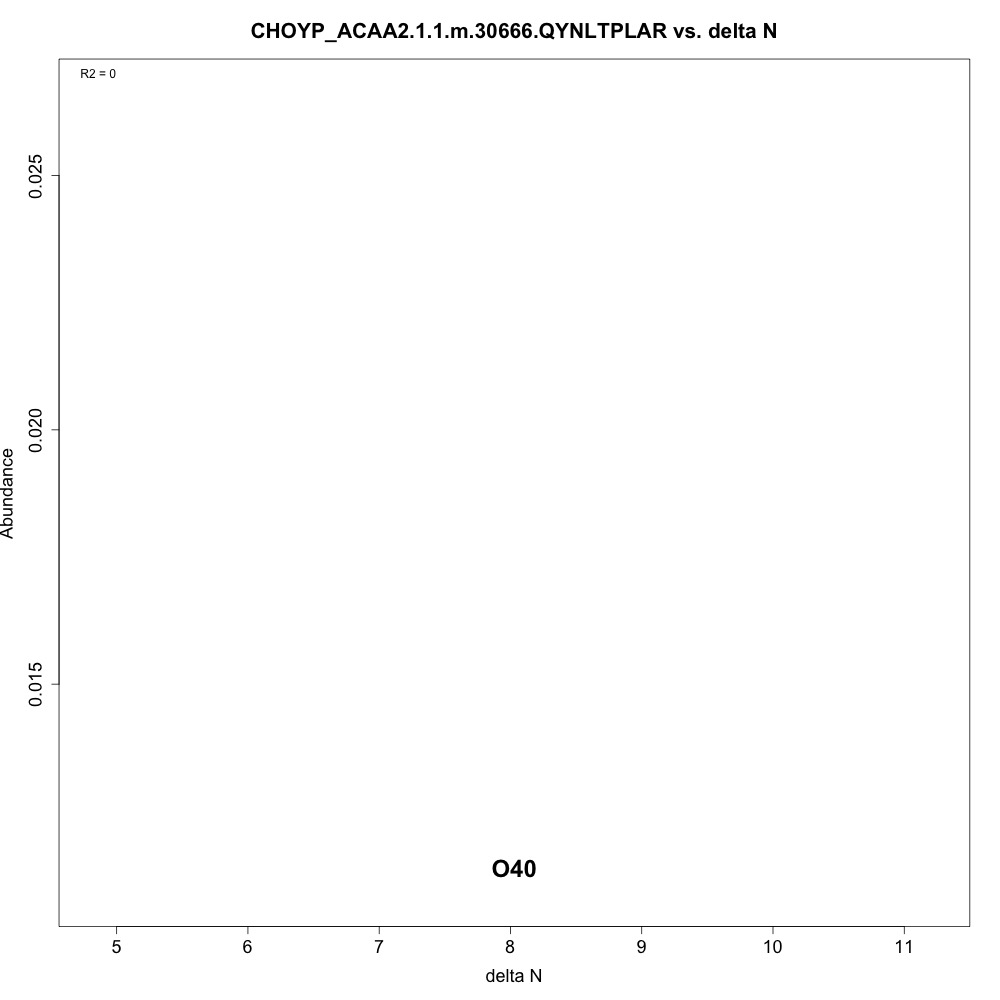 CHOYP_ACAA2.1.1.m.30666.QYNLTPLAR vs. delta N
R2 = 0
0.025
0.020
0.015
Abundance
O40
5 6 7 8 9 10 11
delta N